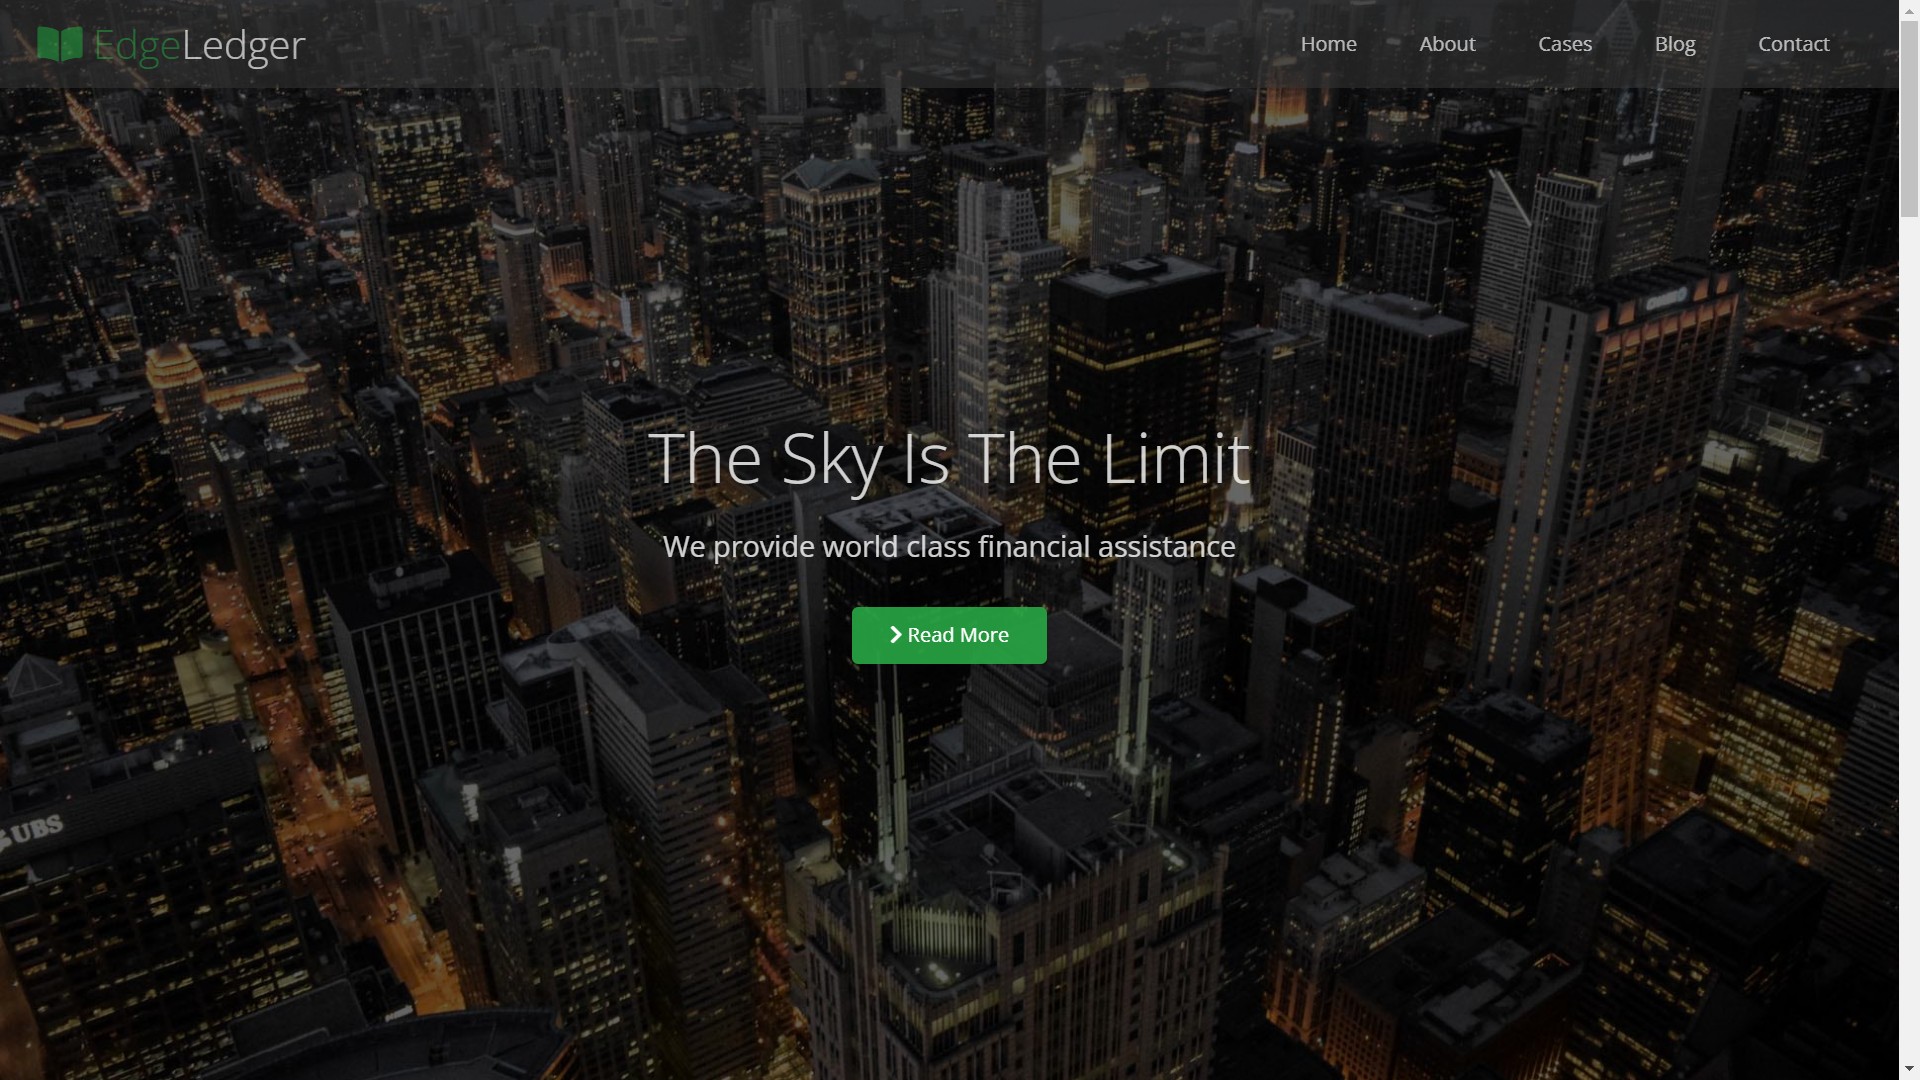 EdgeLedger
Home
About
Cases
Blog
Contact
The Sky Is The Limit
We provide world class financial assistance
Read More
UBS